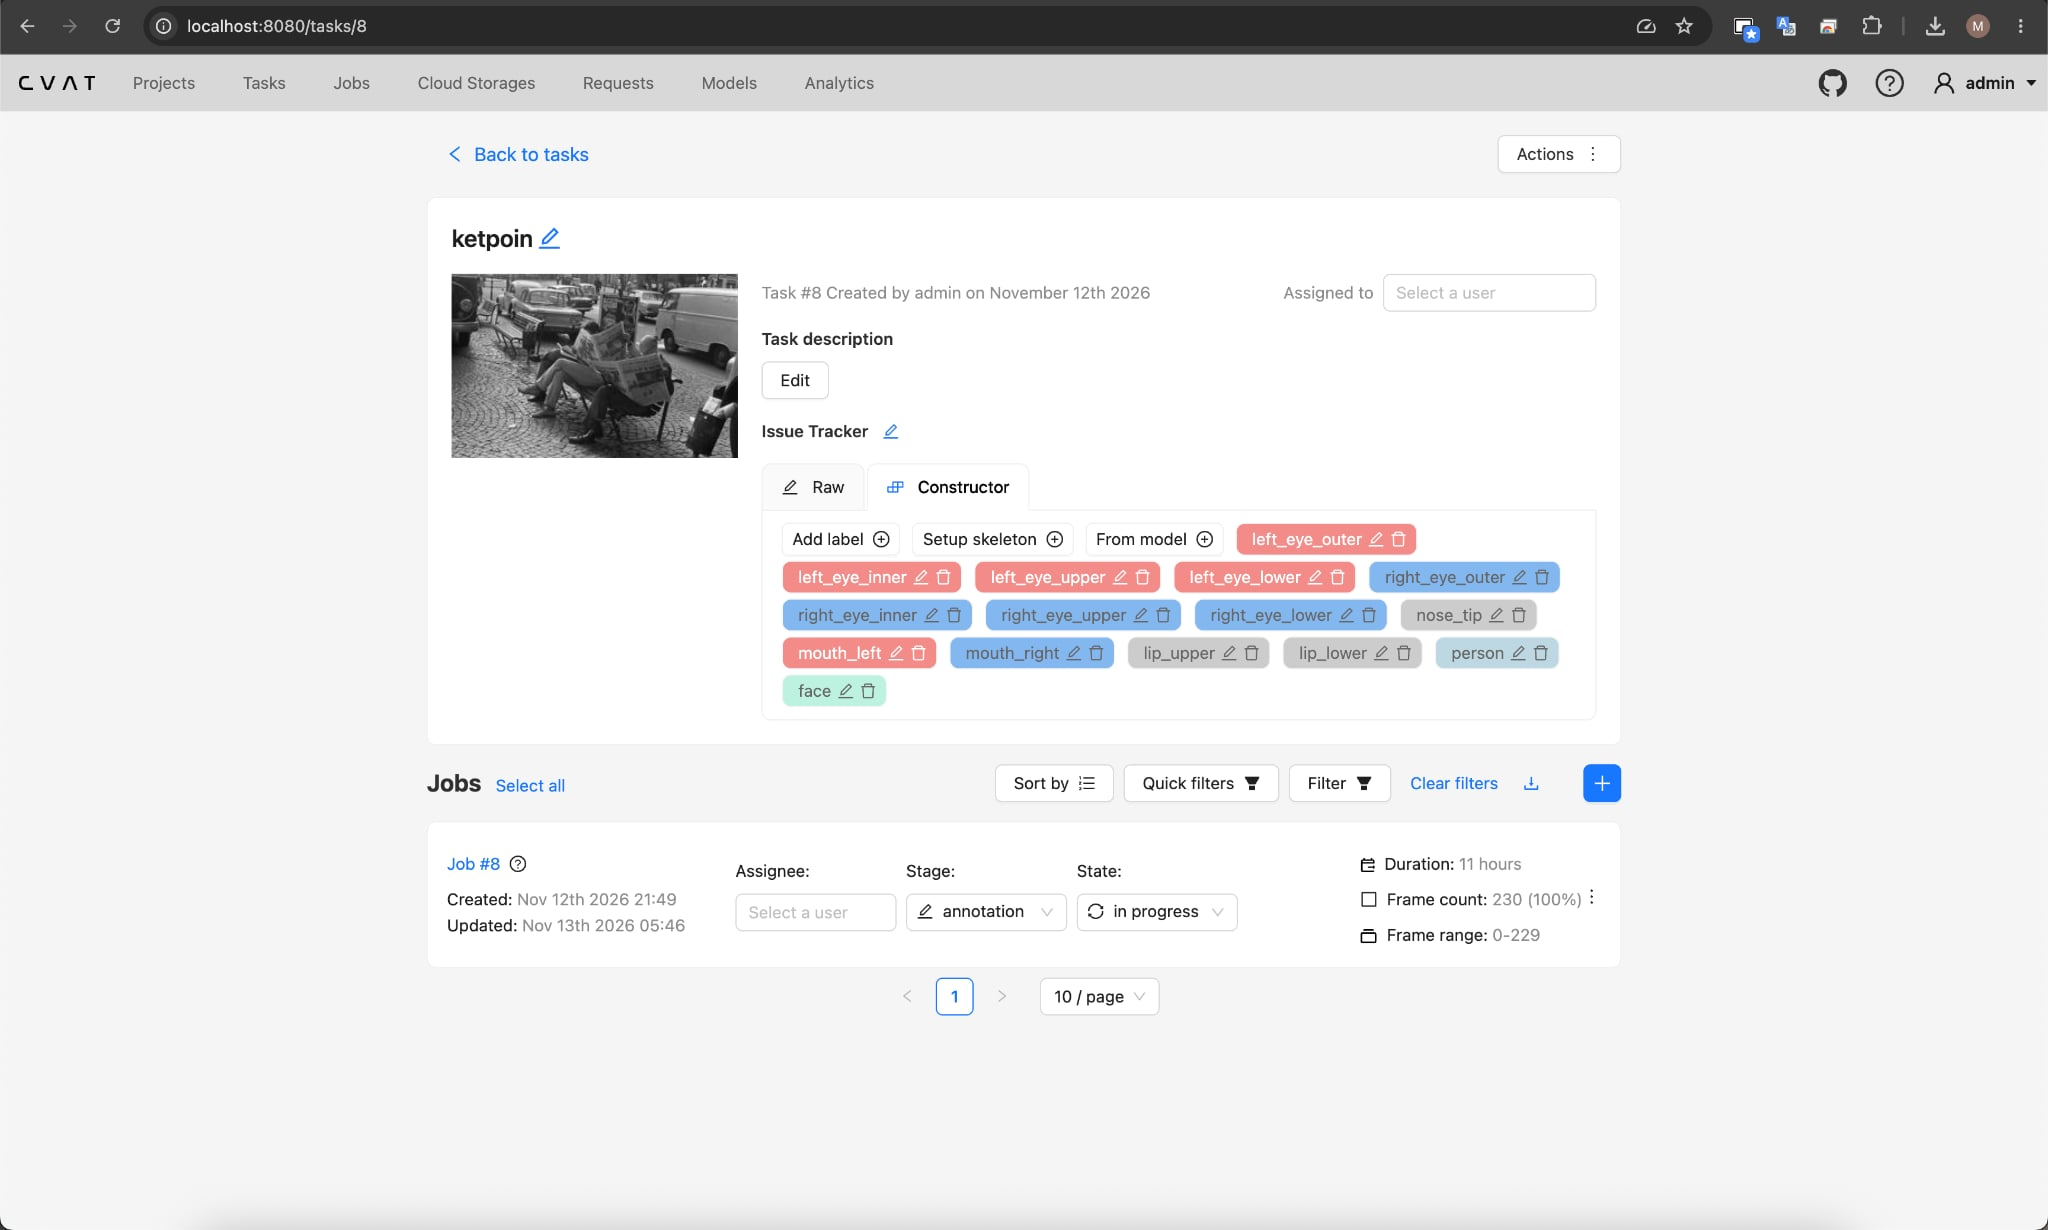 localhost:8080/tasks/8
M
CVAT Projects Tasks Jobs Cloud Storages Requests Models Analytics admin
Back to tasks
Actions
ketpoin
Task #8 Created by admin on November 12th 2026
Assigned to Select a user
Task description
Edit
Issue Tracker
Raw Constructor
Add label Setup skeleton From model left_eye_outer
left_eye_inner left_eye_upper left_eye_lower right_eye_outer
right_eye_inner right_eye_upper right_eye_lower nose_tip
mouth_left mouth_right lip_upper lip_lower person
face
Jobs Select all Sort by Quick filters Filter Clear filters
Job #8
Created: Nov 12th 2026 21:49
Updated: Nov 13th 2026 05:46
Assignee: Stage: State:
Select a user annotation in progress
Duration: 11 hours
Frame count: 230 (100%)
Frame range: 0-229
1 10 / page